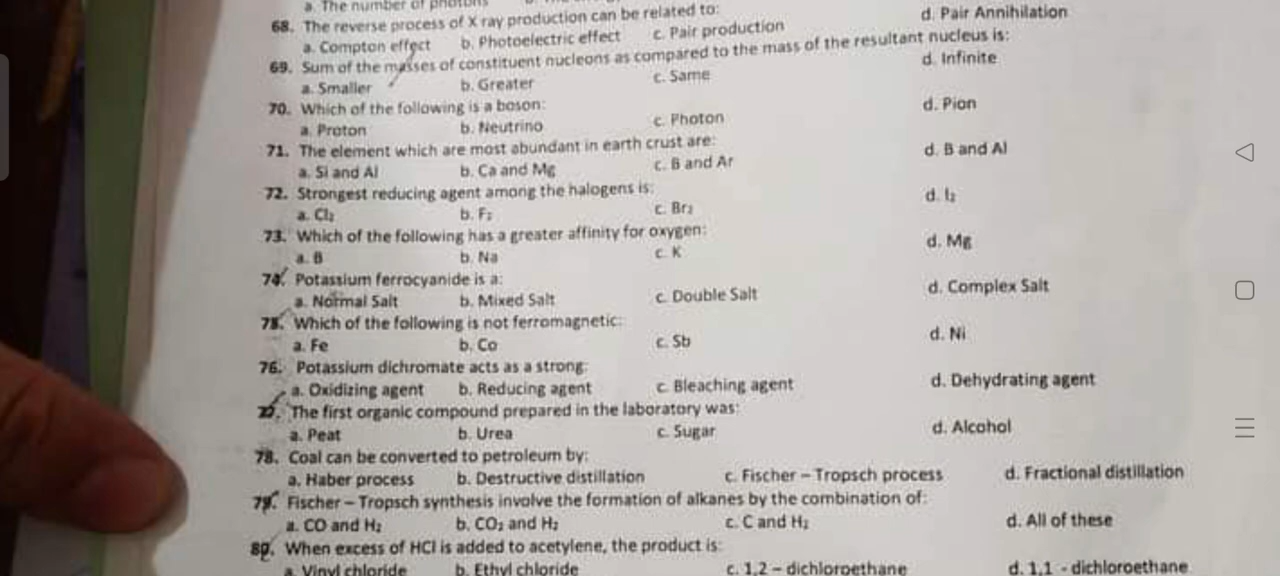 a. The number of photons
68. The reverse process of X ray production can be related to:
a. Compton effect b. Photoelectric effect c. Pair production d. Pair Annihilation
69. Sum of the masses of constituent nucleons as compared to the mass of the resultant nucleus is:
a. Smaller b. Greater c. Same d. Infinite
70. Which of the following is a boson:
a. Proton b. Neutrino c. Photon d. Pion
71. The element which are most abundant in earth crust are:
a. Si and Al b. Ca and Mg c. B and Ar d. B and Al
72. Strongest reducing agent among the halogens is:
a. Cl₂ b. F₂ c. Br₂ d. I₂
73. Which of the following has a greater affinity for oxygen:
a. B b. Na c. K d. Mg
74. Potassium ferrocyanide is a:
a. Normal Salt b. Mixed Salt c. Double Salt d. Complex Salt
75. Which of the following is not ferromagnetic:
a. Fe b. Co c. Sb d. Ni
76. Potassium dichromate acts as a strong:
a. Oxidizing agent b. Reducing agent c. Bleaching agent d. Dehydrating agent
77. The first organic compound prepared in the laboratory was:
a. Peat b. Urea c. Sugar d. Alcohol
78. Coal can be converted to petroleum by:
a. Haber process b. Destructive distillation c. Fischer – Tropsch process d. Fractional distillation
79. Fischer – Tropsch synthesis involve the formation of alkanes by the combination of:
a. CO and H₂ b. CO₂ and H₂ c. C and H₂ d. All of these
80. When excess of HCl is added to acetylene, the product is:
a. Vinyl chloride b. Ethyl chloride c. 1,2 – dichloroethane d. 1,1 - dichloroethane